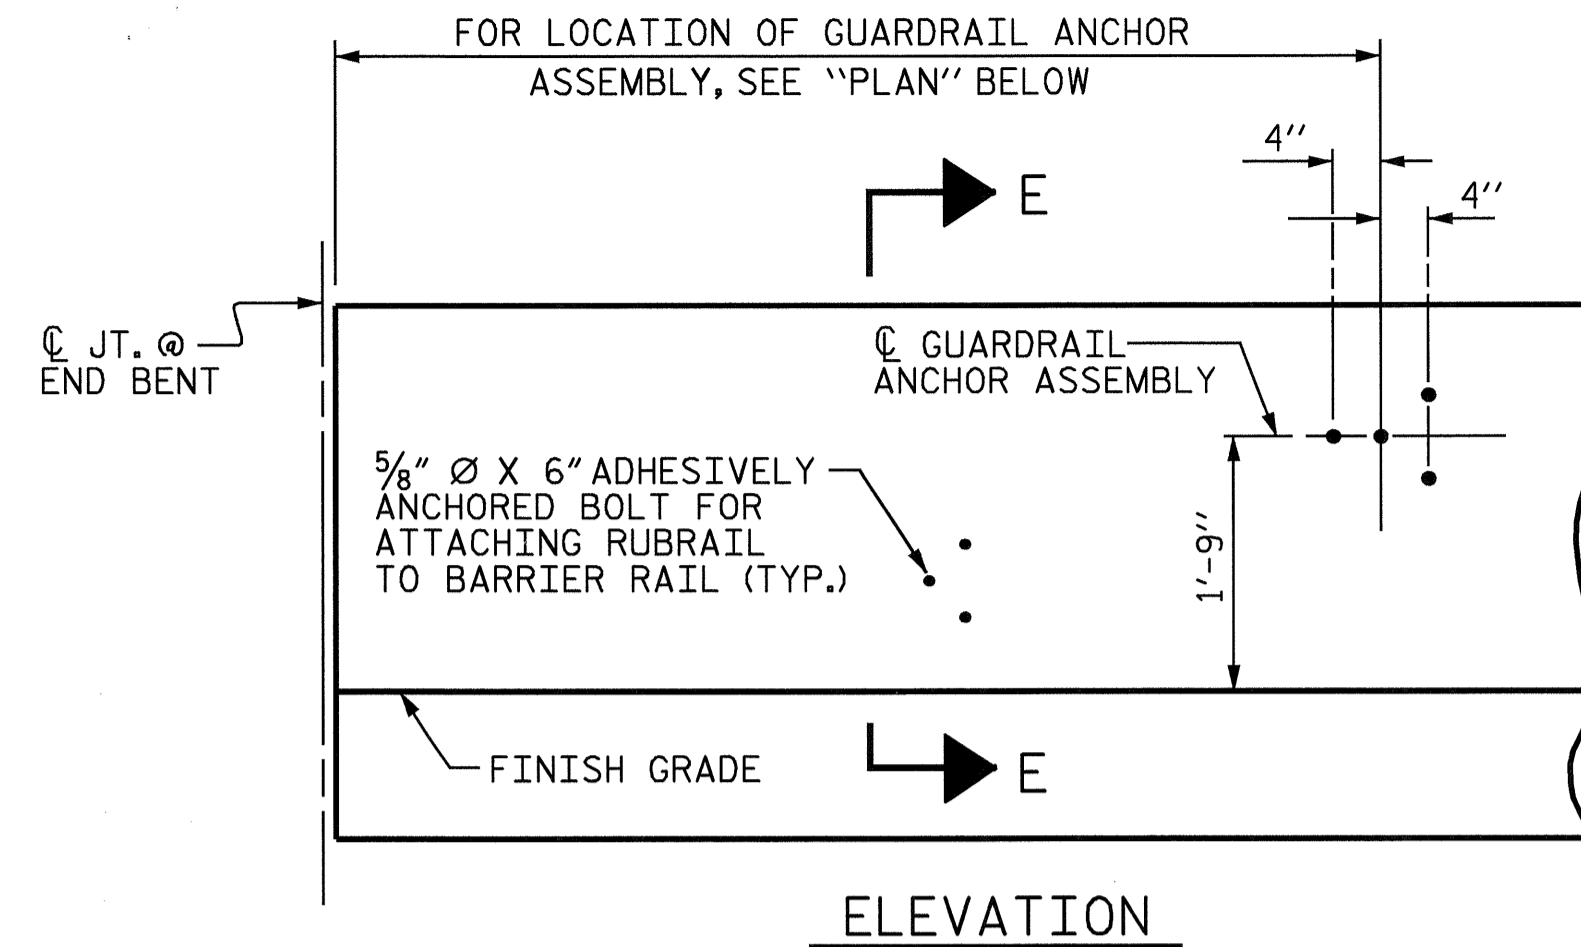 FOR LOCATION OF GUARDRAIL ANCHOR
ASSEMBLY, SEE "PLAN" BELOW
4"
4"
E
℄ JT. @
END BENT
℄ GUARDRAIL
ANCHOR ASSEMBLY
5/8" Ø X 6" ADHESIVELY
ANCHORED BOLT FOR
ATTACHING RUBRAIL
TO BARRIER RAIL (TYP.)
1'-9"
FINISH GRADE
E
ELEVATION